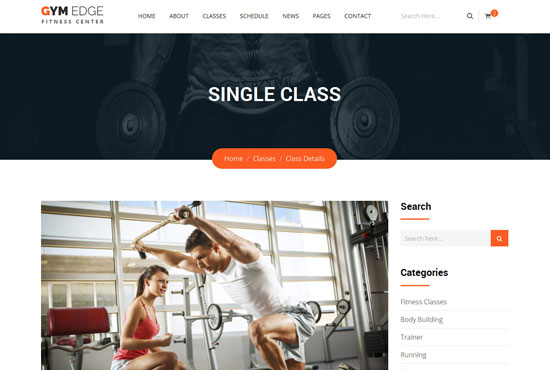 GYM EDGE
FITNESS CENTER
HOME ABOUT CLASSES SCHEDULE NEWS PAGES CONTACT
Search here...
2
SINGLE CLASS
Home / Classes / Class Details
Search
Search here...
Categories
Fitness Classes
Body Building
Trainer
Running